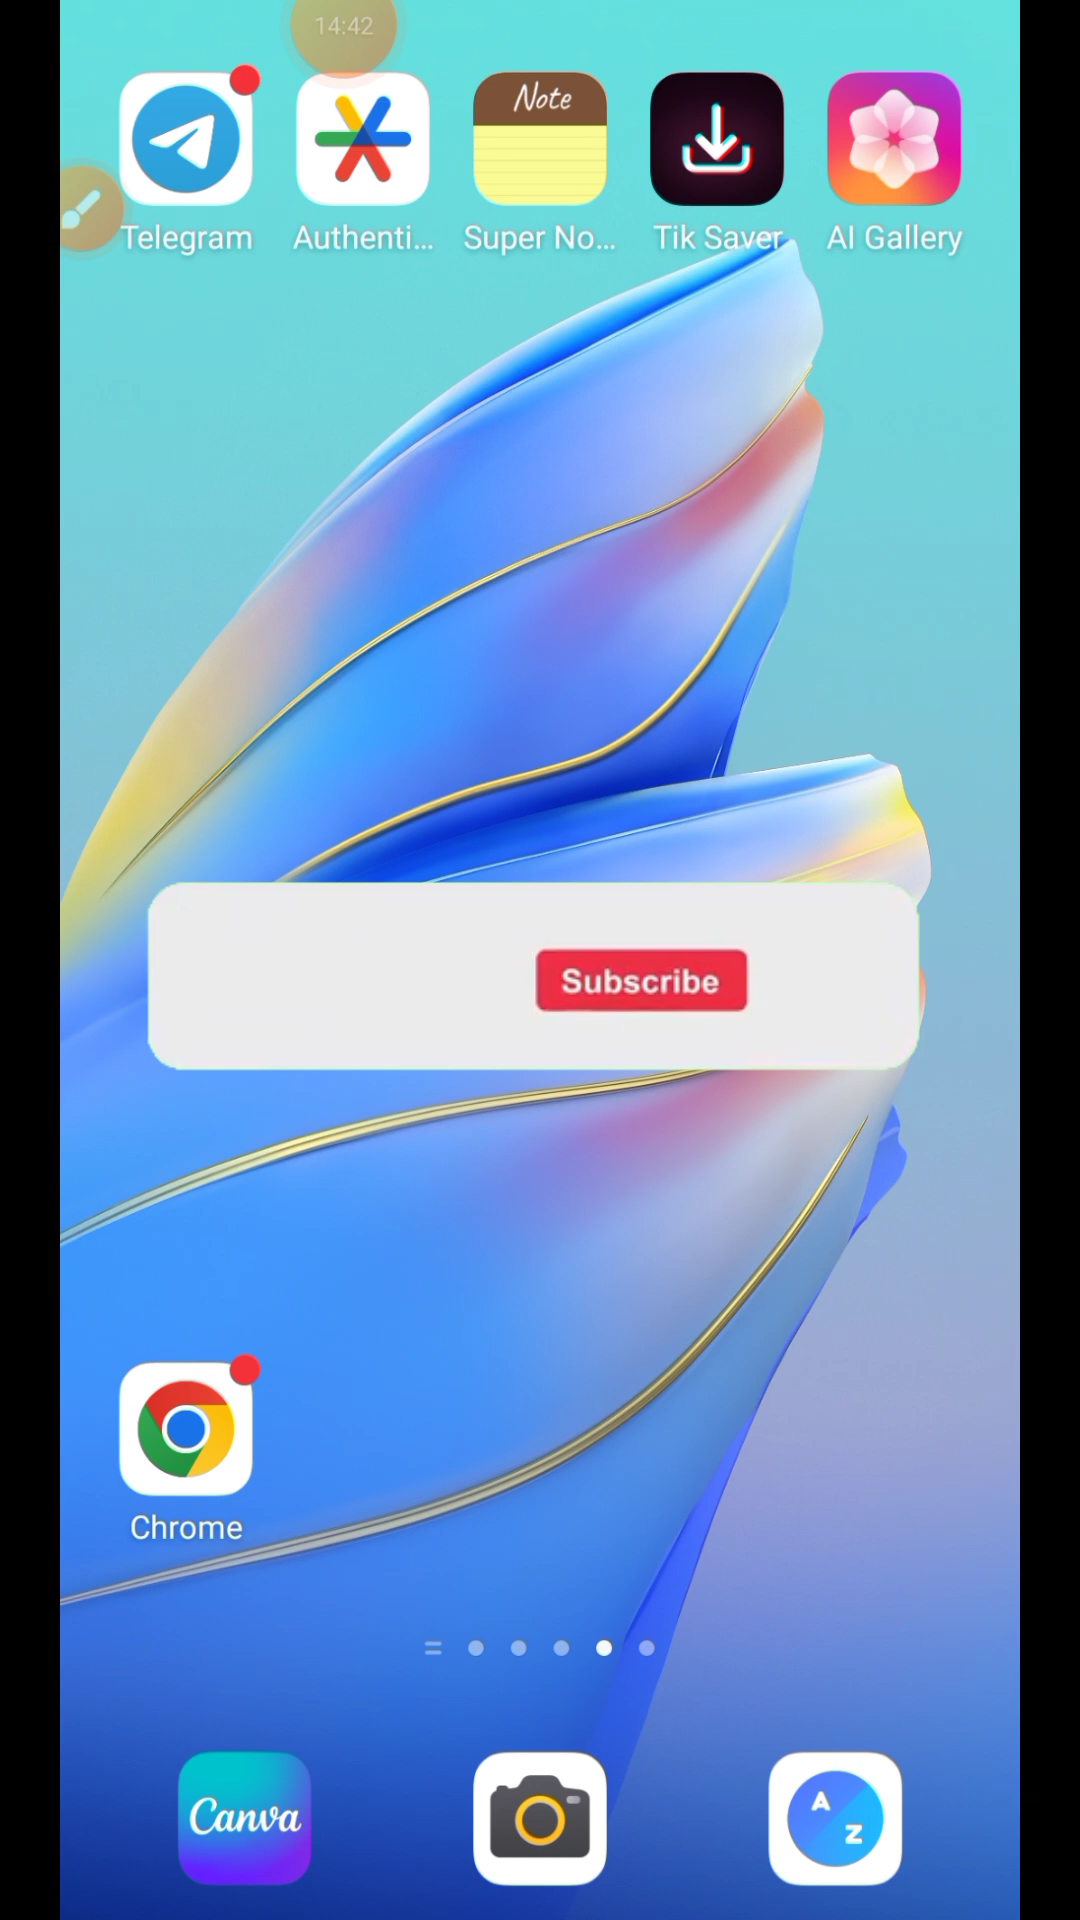 14:42
Note
Telegram
Authenti...
Super No...
Tik Saver
AI Gallery
Subscribe
Chrome
Canva
A
Z